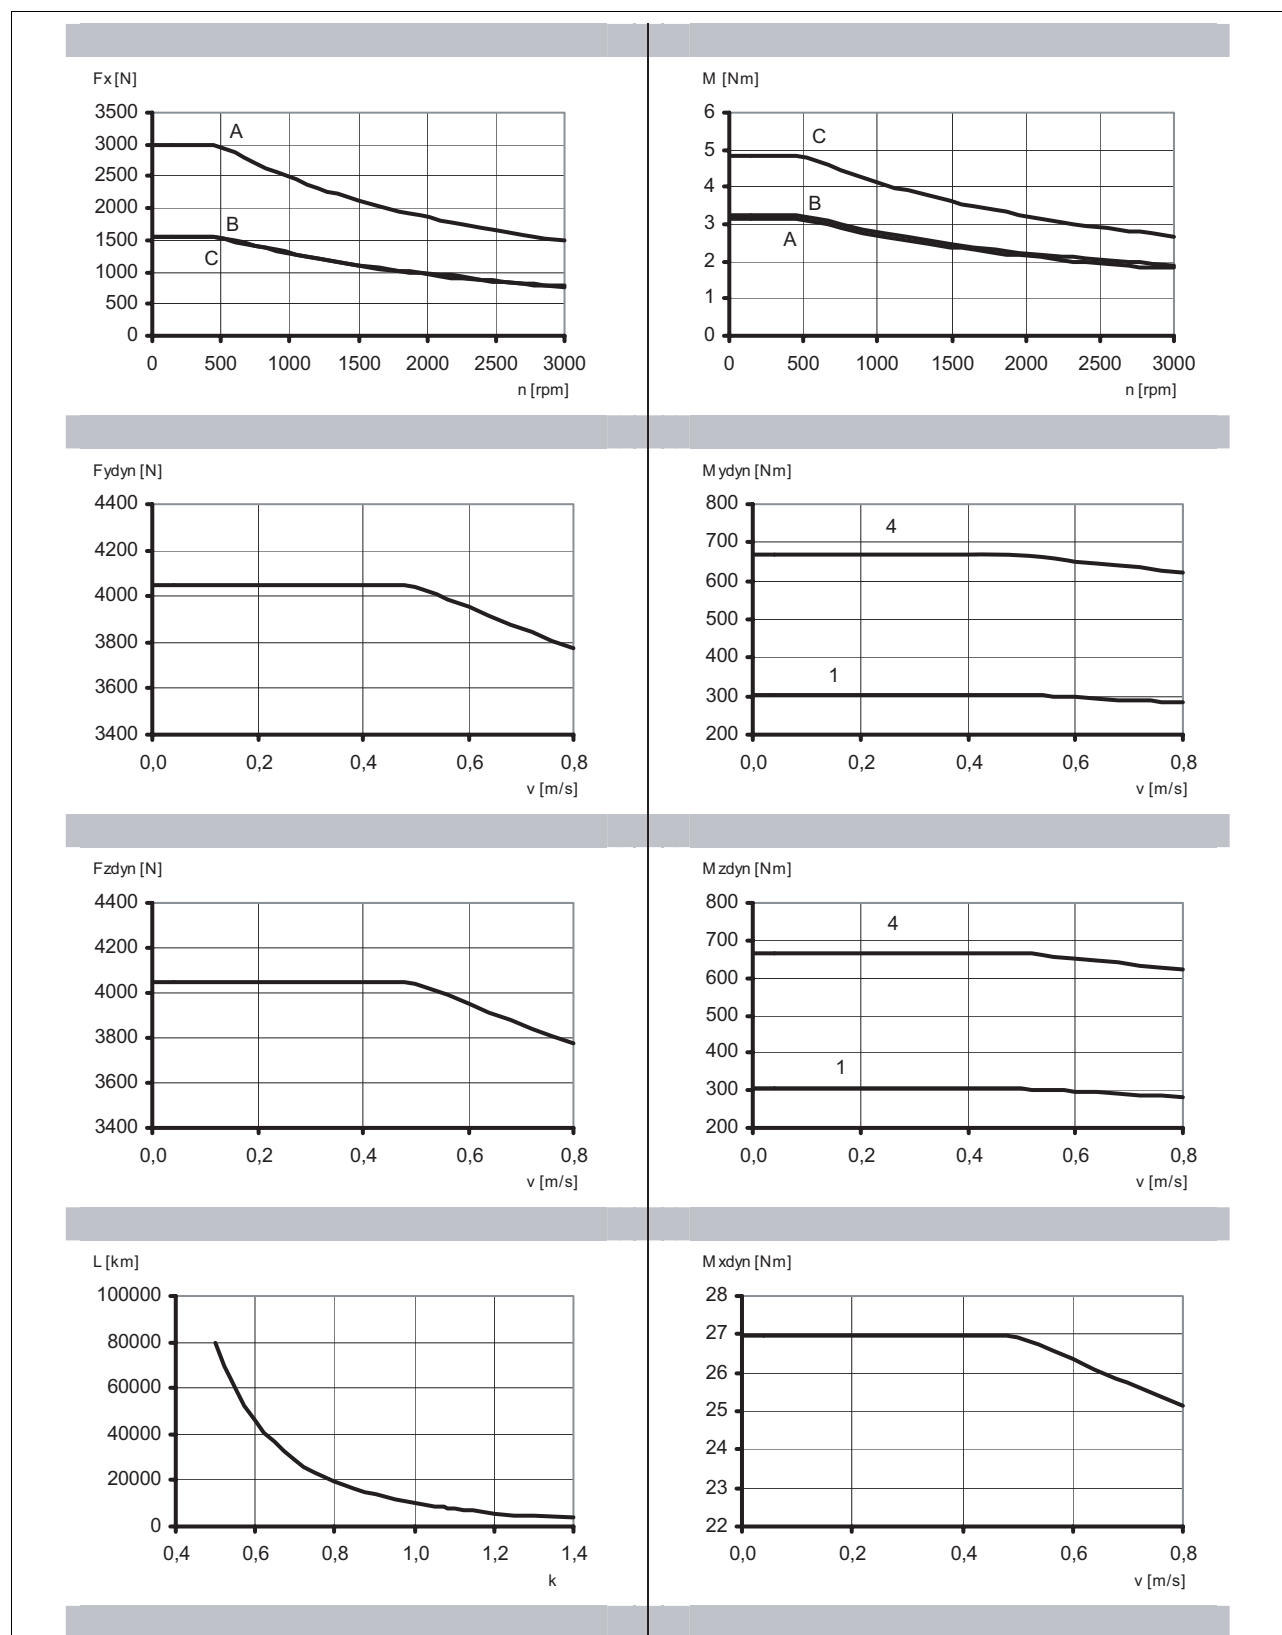 Fx [N]
3500
3000
2500
2000
1500
1000
500
0
A
B
C
0 500 1000 1500 2000 2500 3000
n [rpm]
M [Nm]
6
5
4
3
2
1
0
C
B
A
0 500 1000 1500 2000 2500 3000
n [rpm]
Fydyn [N]
4400
4200
4000
3800
3600
3400
0,0 0,2 0,4 0,6 0,8
v [m/s]
Mydyn [Nm]
800
700
600
500
400
300
200
4
1
0,0 0,2 0,4 0,6 0,8
v [m/s]
Fzdyn [N]
4400
4200
4000
3800
3600
3400
0,0 0,2 0,4 0,6 0,8
v [m/s]
Mzdyn [Nm]
800
700
600
500
400
300
200
4
1
0,0 0,2 0,4 0,6 0,8
v [m/s]
L [km]
100000
80000
60000
40000
20000
0
0,4 0,6 0,8 1,0 1,2 1,4
k
Mxdyn [Nm]
28
27
26
25
24
23
22
0,0 0,2 0,4 0,6 0,8
v [m/s]